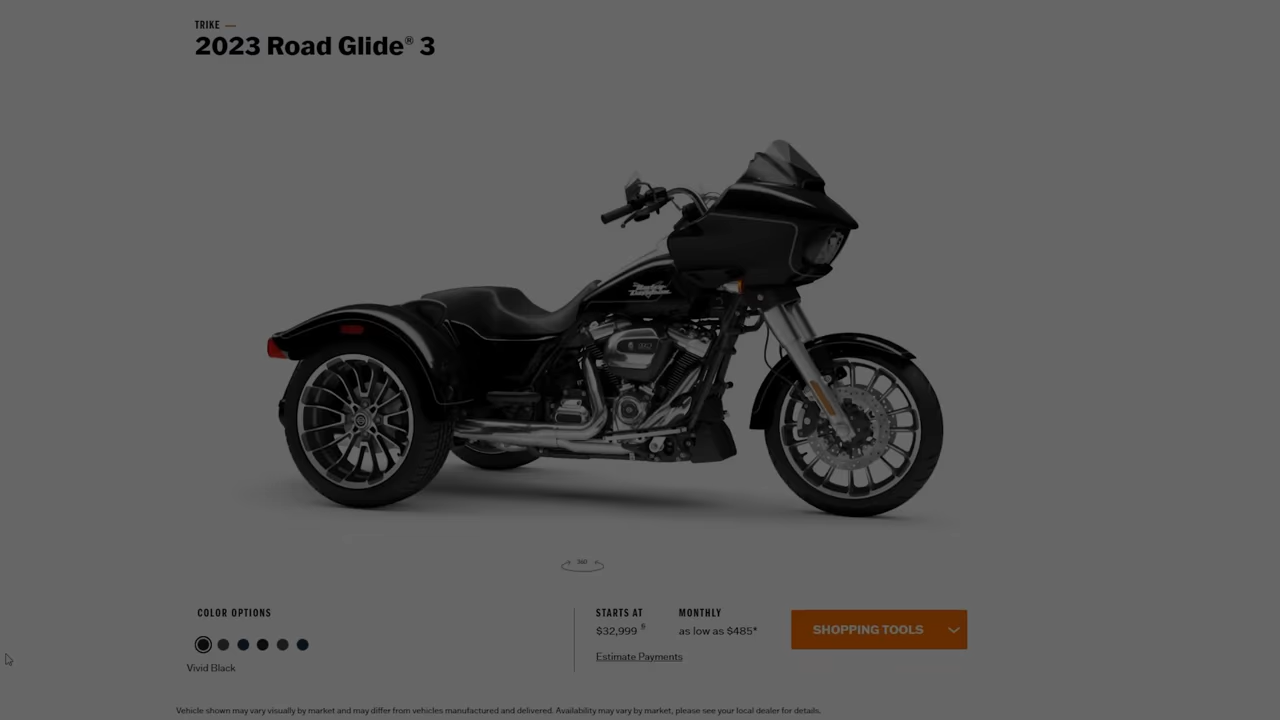 TRIKE
2023 Road Glide® 3
360
COLOR OPTIONS
Vivid Black
STARTS AT
$32,999 §
Estimate Payments
MONTHLY
as low as $485*
SHOPPING TOOLS
Vehicle shown may vary visually by market and may differ from vehicles manufactured and delivered. Availability may vary by market, please see your local dealer for details.